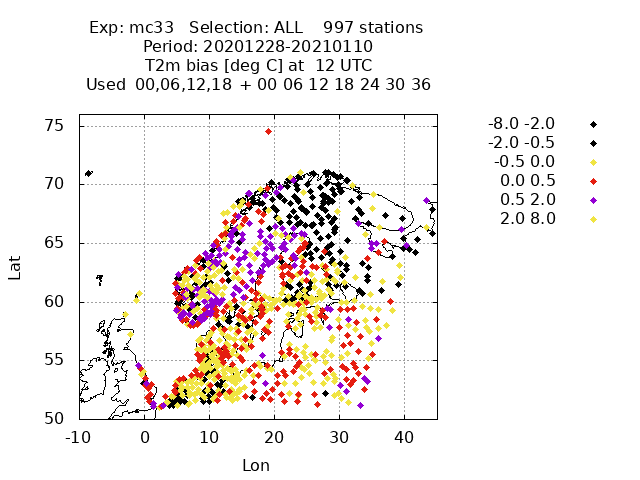 Exp: mc33 Selection: ALL 997 stations
Period: 20201228-20210110
T2m bias [deg C] at 12 UTC
Used 00,06,12,18 + 00 06 12 18 24 30 36
-8.0 -2.0
-2.0 -0.5
-0.5 0.0
0.0 0.5
0.5 2.0
2.0 8.0
75
70
65
60
55
50
Lat
-10 0 10 20 30 40
Lon